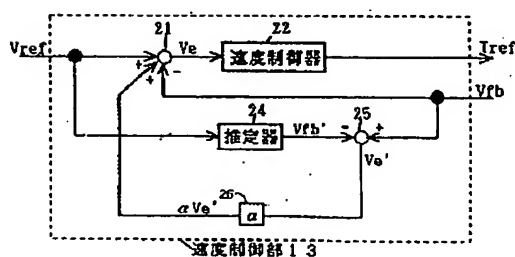 21
22
Vref
Ve
速度制御器
Tref
+
+
-
Vfb
24
25
推定器
Vfb'
-
+
Ve'
26
αVe'
α
速度制御部13